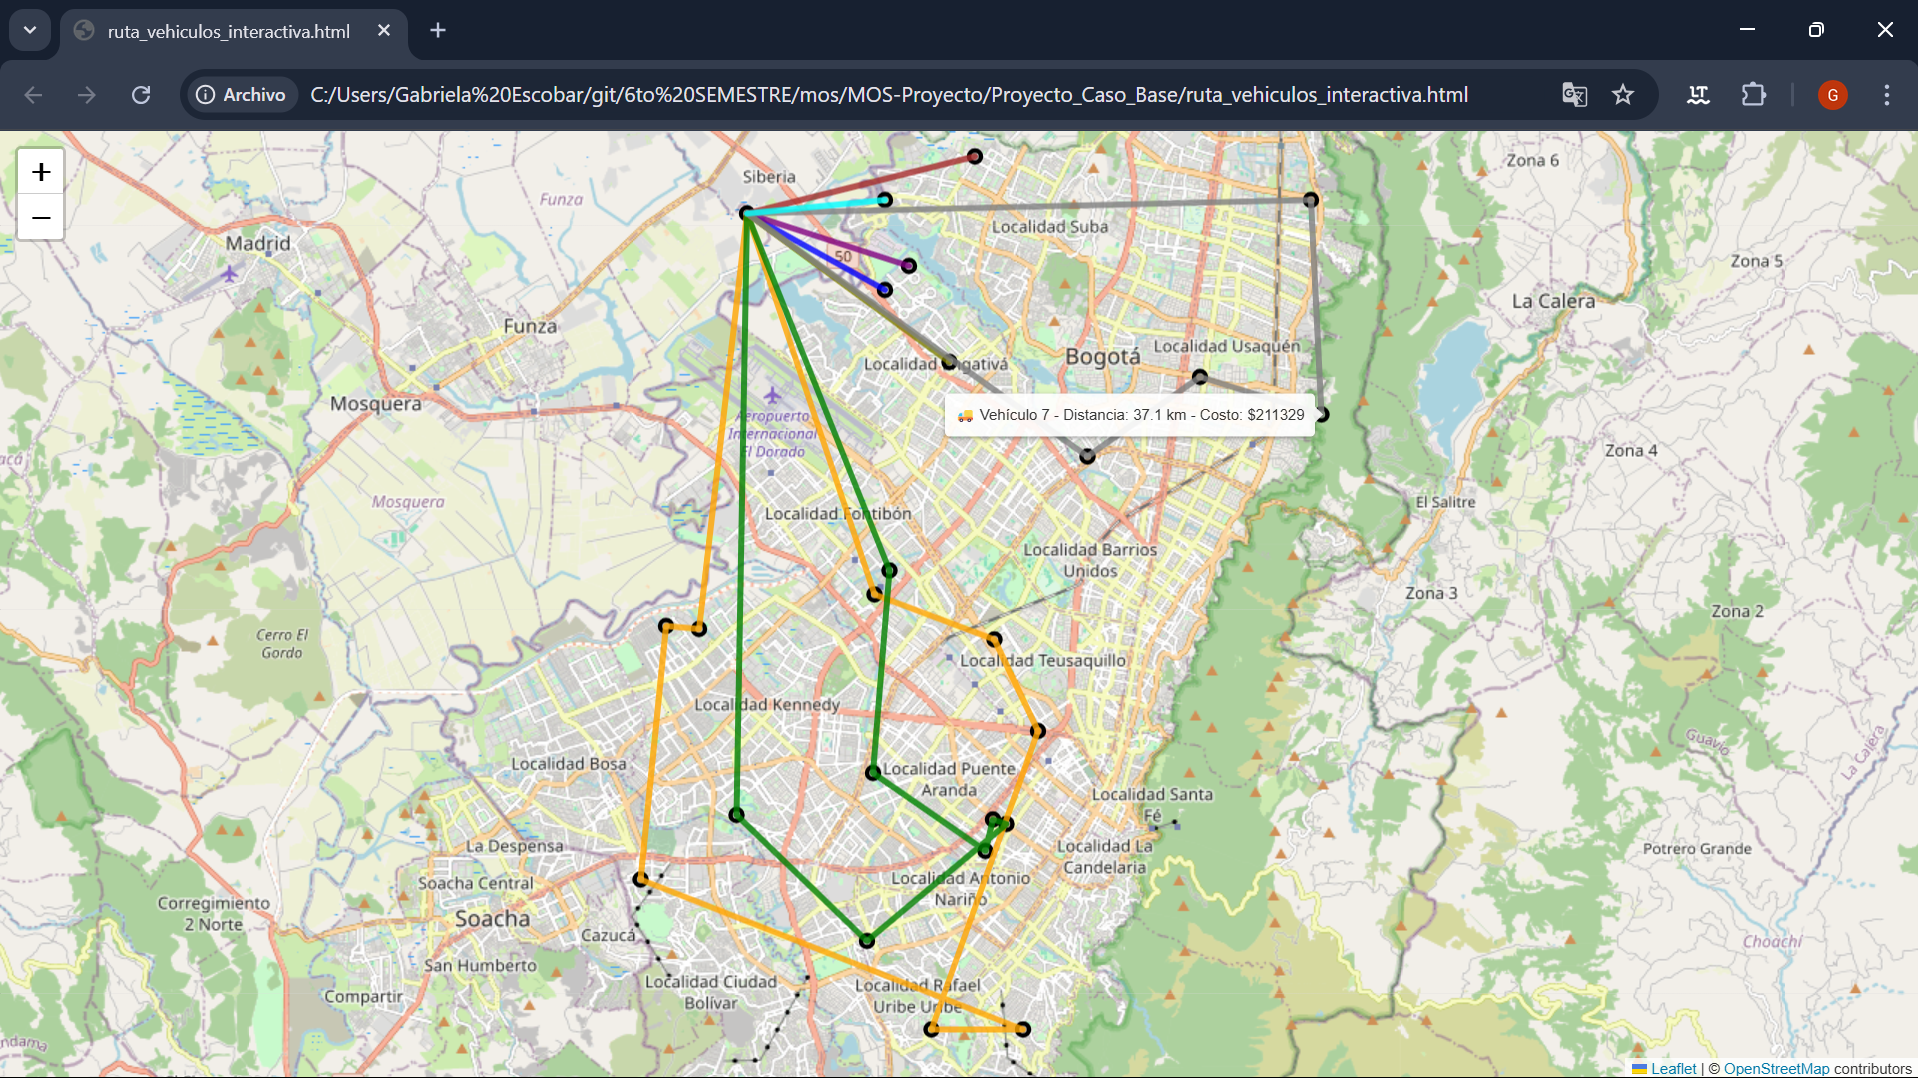 ruta_vehiculos_interactiva.html
Archivo
C:/Users/Gabriela%20Escobar/git/6to%20SEMESTRE/mos/MOS-Proyecto/Proyecto_Caso_Base/ruta_vehiculos_interactiva.html
G
+
−
Siberia
Zona 6
Funza
Localidad Suba
Madrid
50
Zona 5
La Calera
Funza
Localidad Usaquén
Bogotá
Mosquera
Aeropuerto
Internacional
El Dorado
🚚 Vehículo 7 - Distancia: 37.1 km - Costo: $211329
Zona 4
Mosquera
El Salitre
Localidad Fontibón
Localidad Barrios
Unidos
Zona 3
Zona 2
Cerro El
Gordo
Localidad Teusaquillo
Localidad Kennedy
Guavio
La Calera
Localidad Bosa
Localidad Puente
Aranda
Localidad Santa
Fé
La Despensa
Localidad La
Candelaria
Potrero Grande
Soacha Central
Localidad Antonio
Nariño
Corregimiento
2 Norte
Soacha
Cazucá
Choachí
San Humberto
Localidad Ciudad
Bolívar
Localidad Rafael
Uribe Uribe
Compartir
Leaflet | © OpenStreetMap contributors